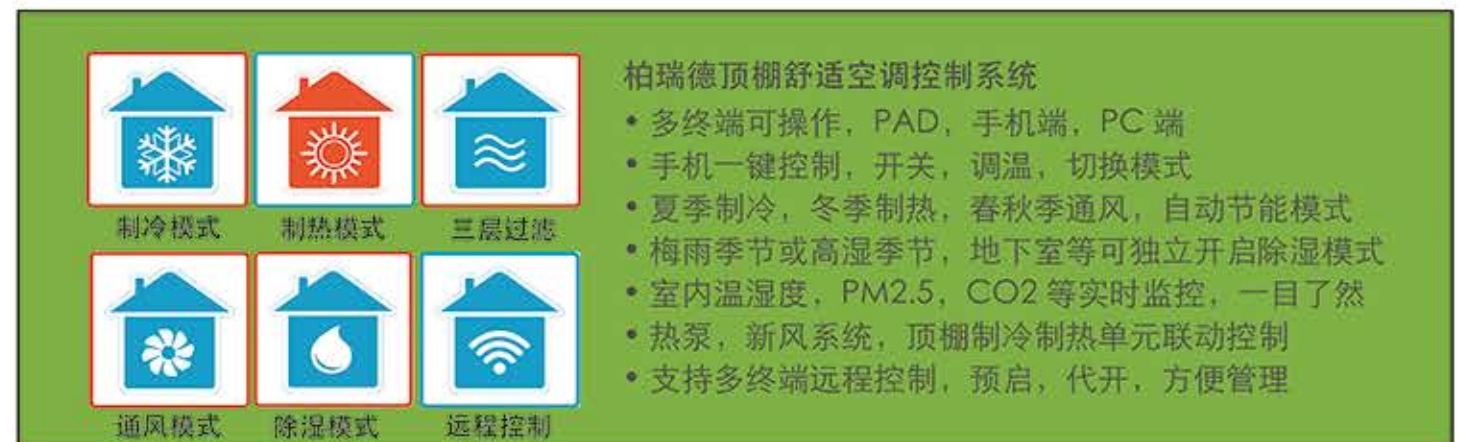 制冷模式 制热模式 三层过滤
通风模式 除湿模式 远程控制
柏瑞德顶棚舒适空调控制系统
• 多终端可操作，PAD，手机端，PC 端
• 手机一键控制，开关，调温，切换模式
• 夏季制冷，冬季制热，春秋季通风，自动节能模式
• 梅雨季节或高湿季节，地下室等可独立开启除湿模式
• 室内温湿度，PM2.5，CO2 等实时监控，一目了然
• 热泵，新风系统，顶棚制冷制热单元联动控制
• 支持多终端远程控制，预启，代开，方便管理